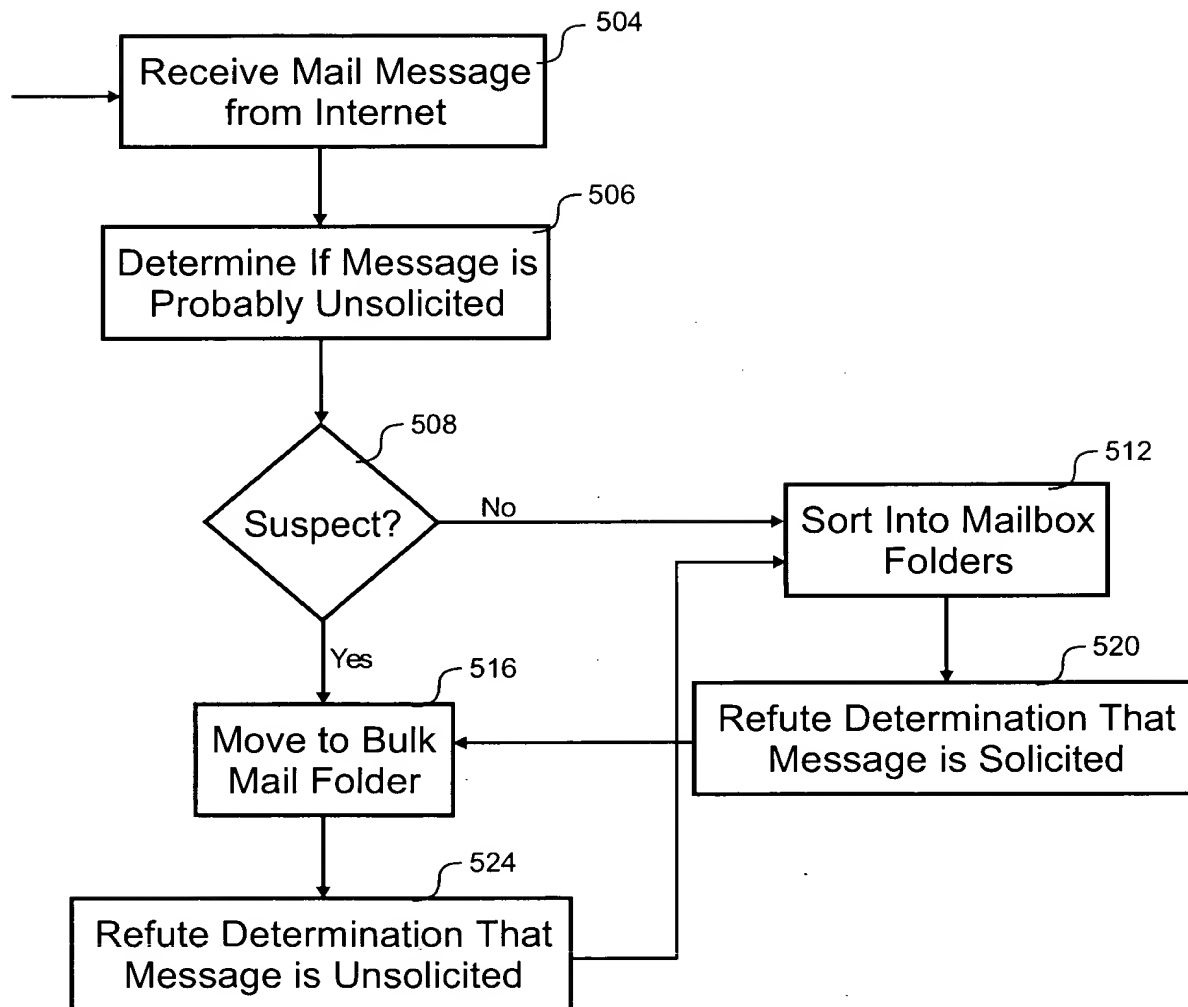 504
Receive Mail Message
from Internet
506
Determine If Message is
Probably Unsolicited
508
Suspect?
No
512
Sort Into Mailbox
Folders
Yes
516
Move to Bulk
Mail Folder
520
Refute Determination That
Message is Solicited
524
Refute Determination That
Message is Unsolicited